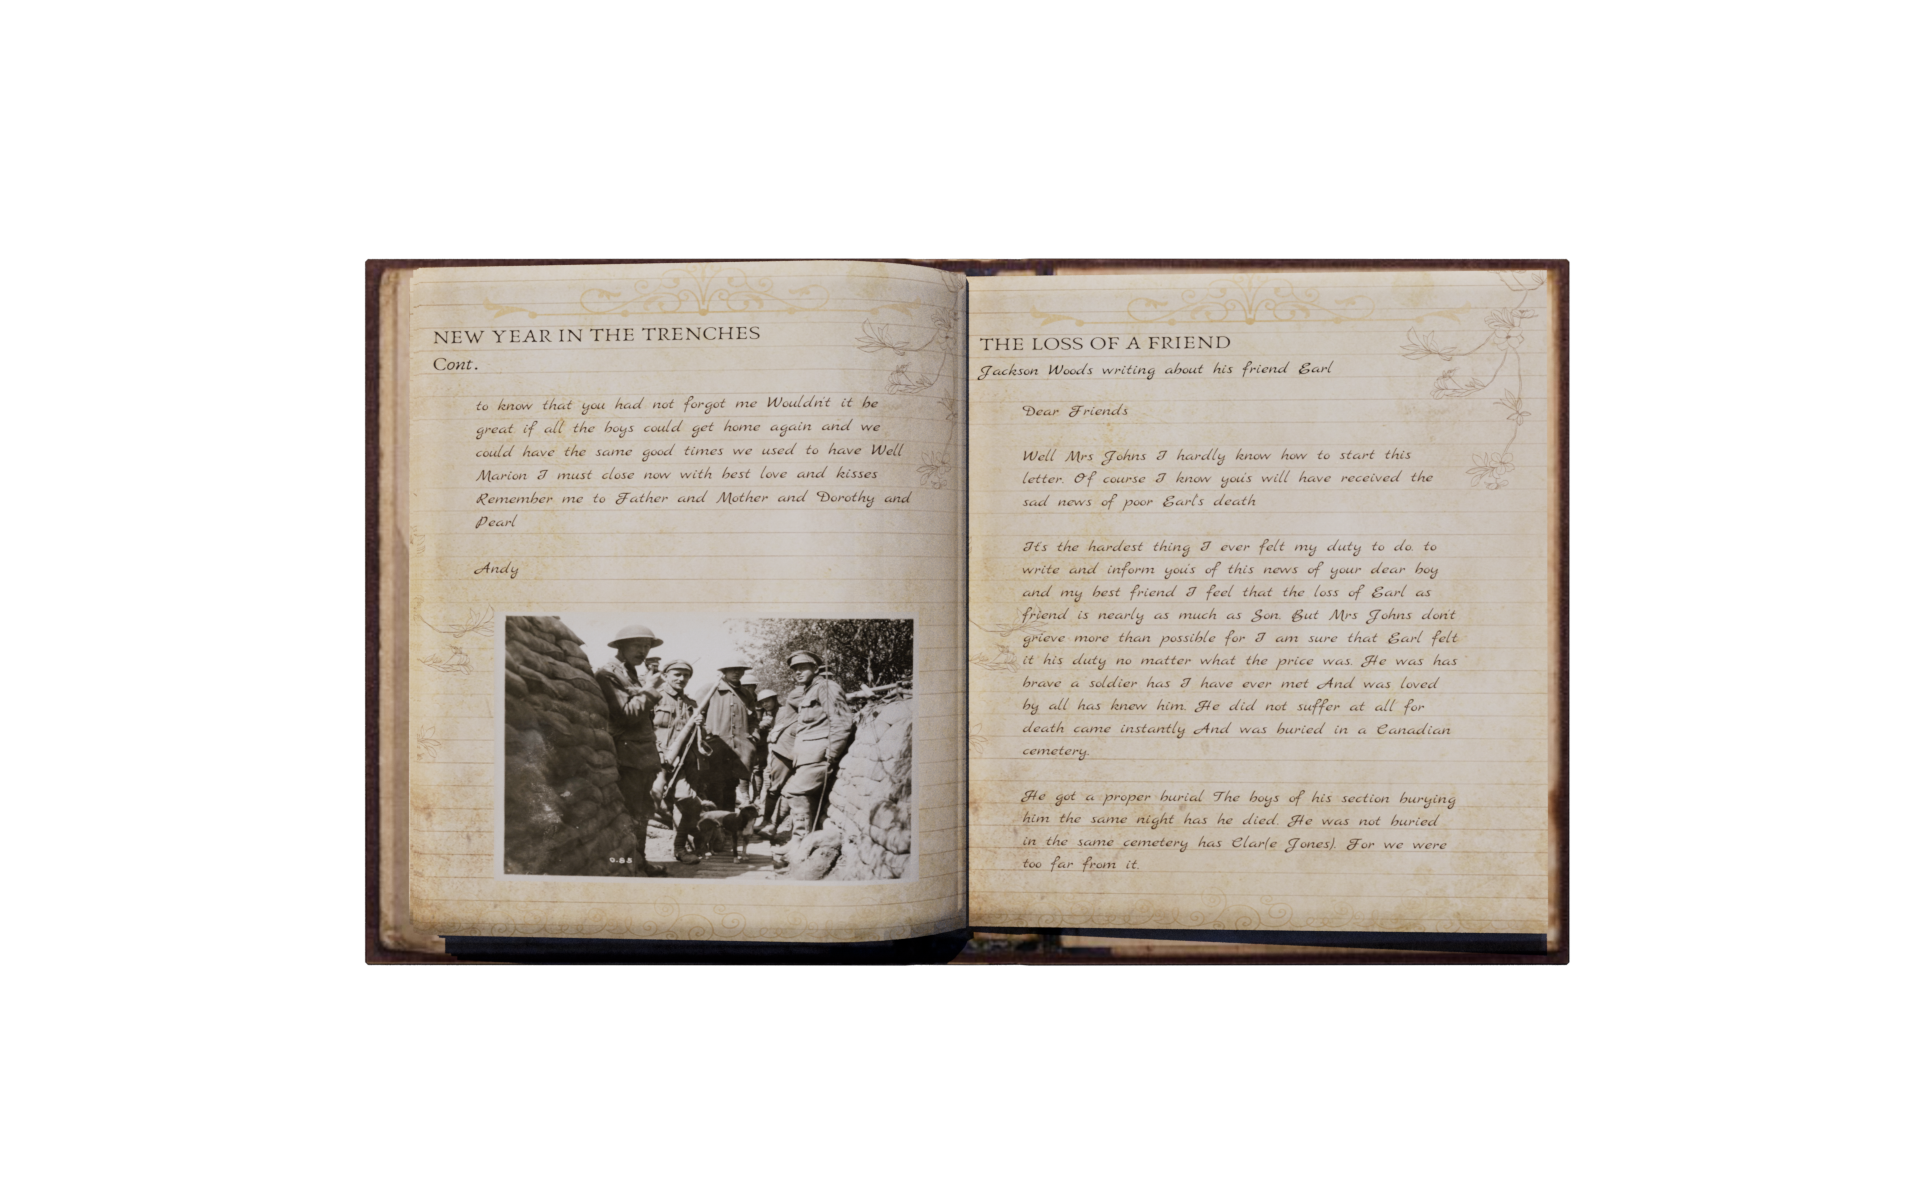 NEW YEAR IN THE TRENCHES
Cont.
to know that you had not forgot me Wouldn't it be
great if all the boys could get home again and we
could have the same good times we used to have Well
Marion I must close now with best love and kisses
Remember me to Father and Mother and Dorothy and
Pearl
Andy
O.85
THE LOSS OF A FRIEND
Jackson Woods writing about his friend Earl
Dear Friends
Well Mrs Johns I hardly know how to start this
letter. Of course I know you's will have received the
sad news of poor Earl's death
It's the hardest thing I ever felt my duty to do. to
write and inform you's of this news of your dear boy
and my best friend I feel that the loss of Earl as
friend is nearly as much as Son. But Mrs Johns don't
grieve more than possible for I am sure that Earl felt
it his duty no matter what the price was. He was has
brave a soldier has I have ever met And was loved
by all has knew him. He did not suffer at all for
death came instantly And was buried in a Canadian
cemetery.
He got a proper burial The boys of his section burying
him the same night has he died. He was not buried
in the same cemetery has Clar(e Jones). For we were
too far from it.